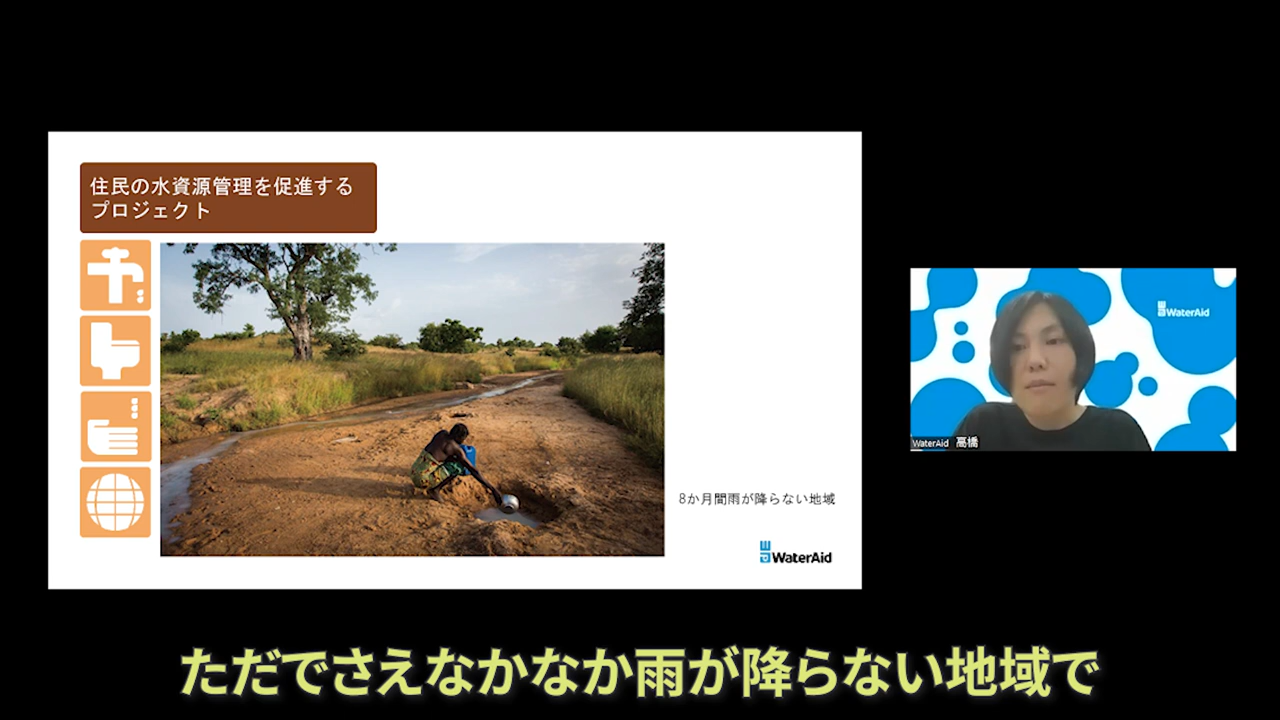 住民の水資源管理を促進する
プロジェクト
8か月間雨が降らない地域
WaterAid
WaterAid
WaterAid 高橋
ただでさえなかなか雨が降らない地域で